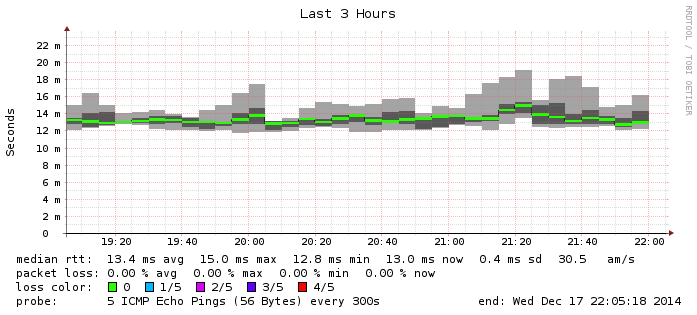 Last 3 Hours
RRDTOOL / TOBI OETIKER
Seconds
22 m
20 m
18 m
16 m
14 m
12 m
10 m
8 m
6 m
4 m
2 m
0
19:20 19:40 20:00 20:20 20:40 21:00 21:20 21:40 22:00
median rtt: 13.4 ms avg 15.0 ms max 12.8 ms min 13.0 ms now 0.4 ms sd 30.5 am/s
packet loss: 0.00 % avg 0.00 % max 0.00 % min 0.00 % now
loss color: 0 1/5 2/5 3/5 4/5
probe: 5 ICMP Echo Pings (56 Bytes) every 300s end: Wed Dec 17 22:05:18 2014